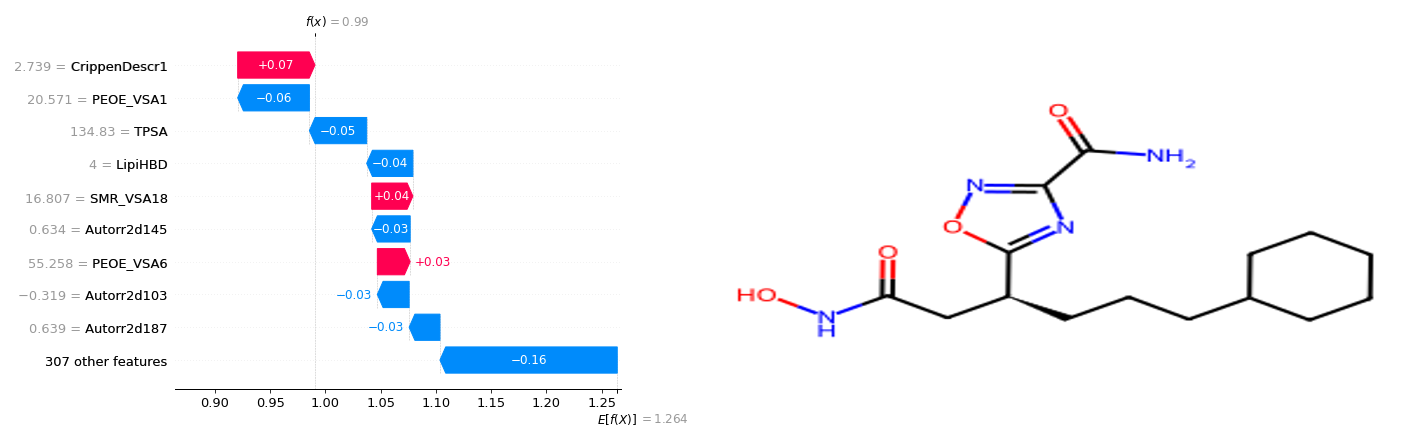 f(x) = 0.99
2.739 = CrippenDescr1
+0.07
20.571 = PEOE_VSA1
−0.06
134.83 = TPSA
−0.05
4 = LipiHBD
−0.04
16.807 = SMR_VSA18
+0.04
0.634 = Autorr2d145
−0.03
55.258 = PEOE_VSA6
+0.03
−0.319 = Autorr2d103
−0.03
0.639 = Autorr2d187
−0.03
307 other features
−0.16
0.90 0.95 1.00 1.05 1.10 1.15 1.20 1.25
E[f(X)] = 1.264
O
NH2
N
O
N
O
HO
N
H